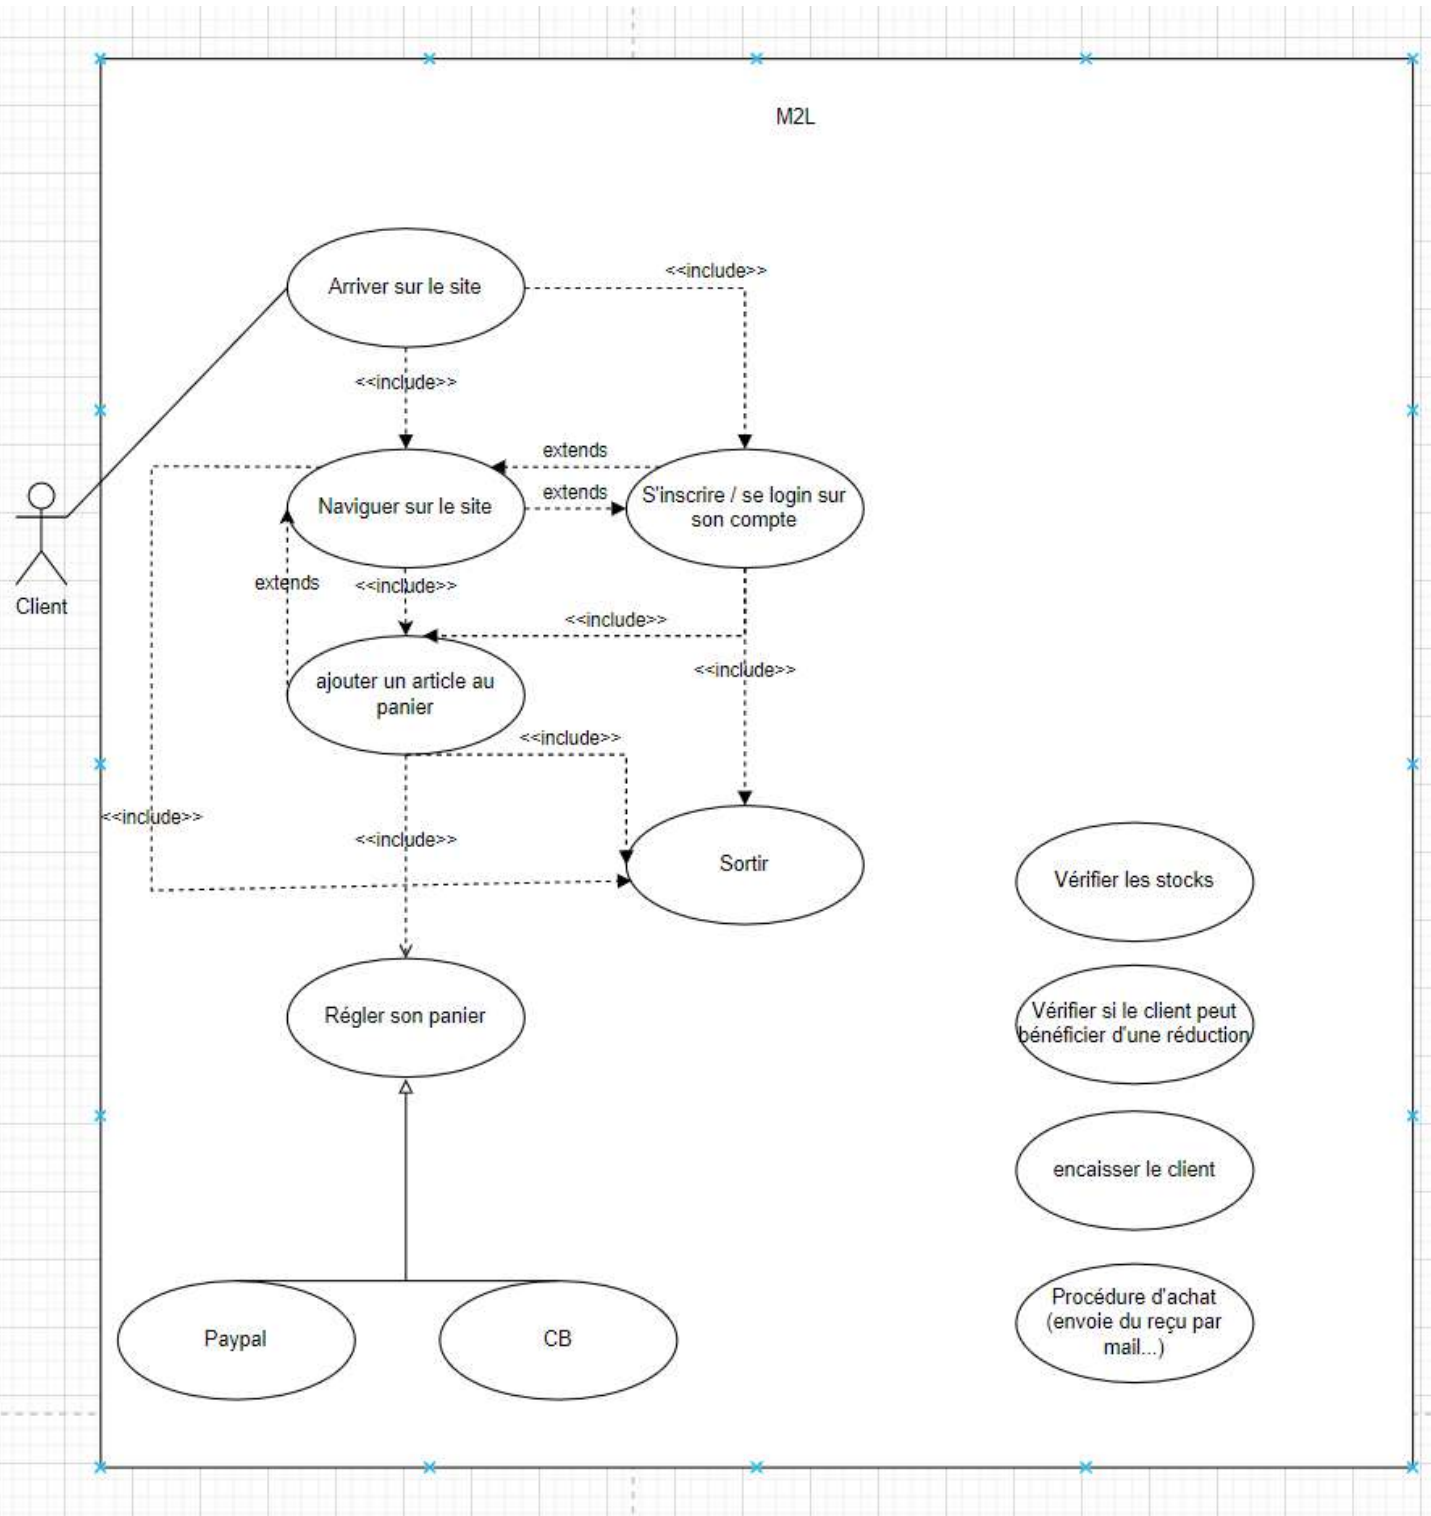 M2L
Arriver sur le site
<<include>>
<<include>>
extends
extends
Naviguer sur le site
S'inscrire / se login sur
son compte
Client
extends
<<include>>
<<include>>
<<include>>
ajouter un article au
panier
<<include>>
<<include>>
<<include>>
Sortir
Vérifier les stocks
Régler son panier
Vérifier si le client peut
bénéficier d'une réduction
encaisser le client
Paypal
CB
Procédure d'achat
(envoie du reçu par
mail...)